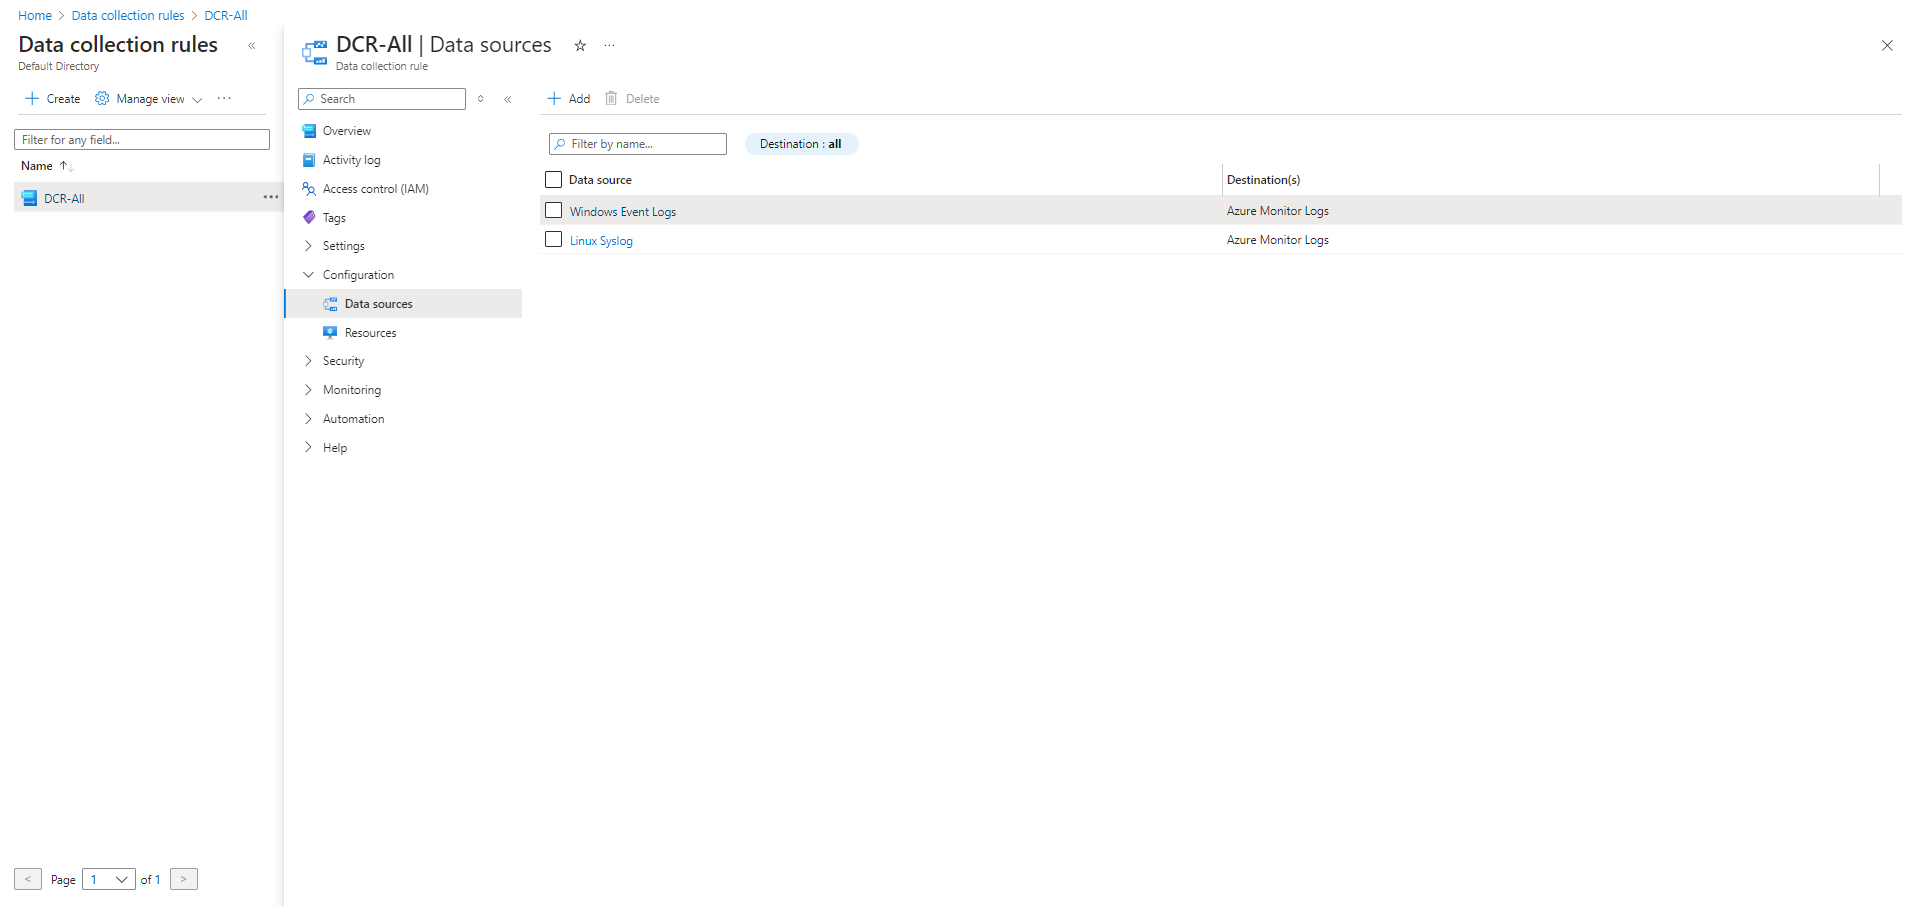 Home > Data collection rules > DCR-All
Data collection rules «
Default Directory
+ Create Manage view ...
Filter for any field...
Name ↑↓
DCR-All ...
< Page 1 of 1 >
DCR-All | Data sources ☆ ...
Data collection rule
Search «
Overview
Activity log
Access control (IAM)
Tags
Settings
Configuration
Data sources
Resources
Security
Monitoring
Automation
Help
+ Add Delete
Filter by name... Destination : all
Data source Destination(s)
Windows Event Logs Azure Monitor Logs
Linux Syslog Azure Monitor Logs